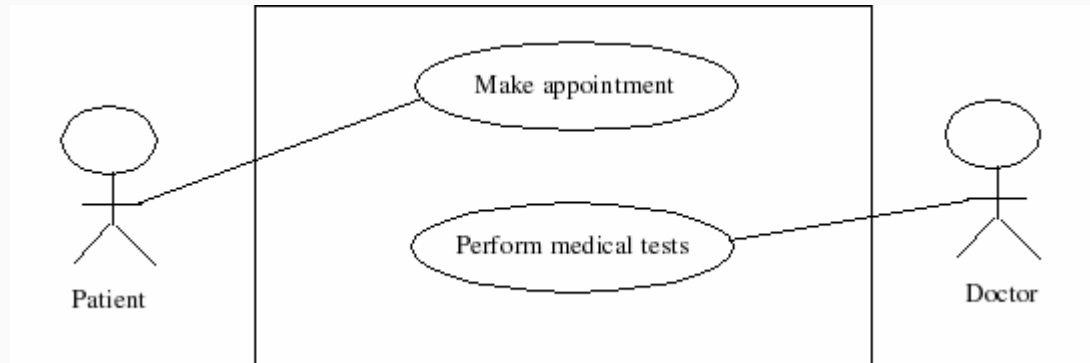 Make appointment
Perform medical tests
Patient
Doctor